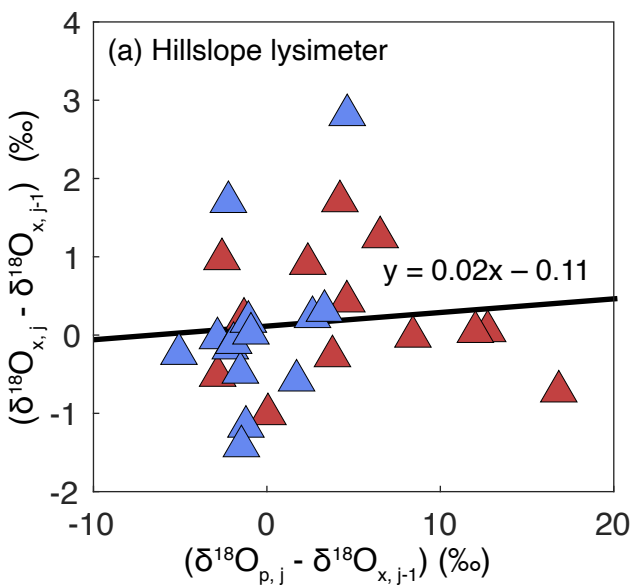 (a) Hillslope lysimeter
4
3
2
1
0
-1
-2
y = 0.02x – 0.11
-10
0
10
20
(δ¹⁸Oₓ,ⱼ - δ¹⁸Oₓ,ⱼ₋₁) (‰)
(δ¹⁸Oₚ,ⱼ - δ¹⁸Oₓ,ⱼ₋₁) (‰)